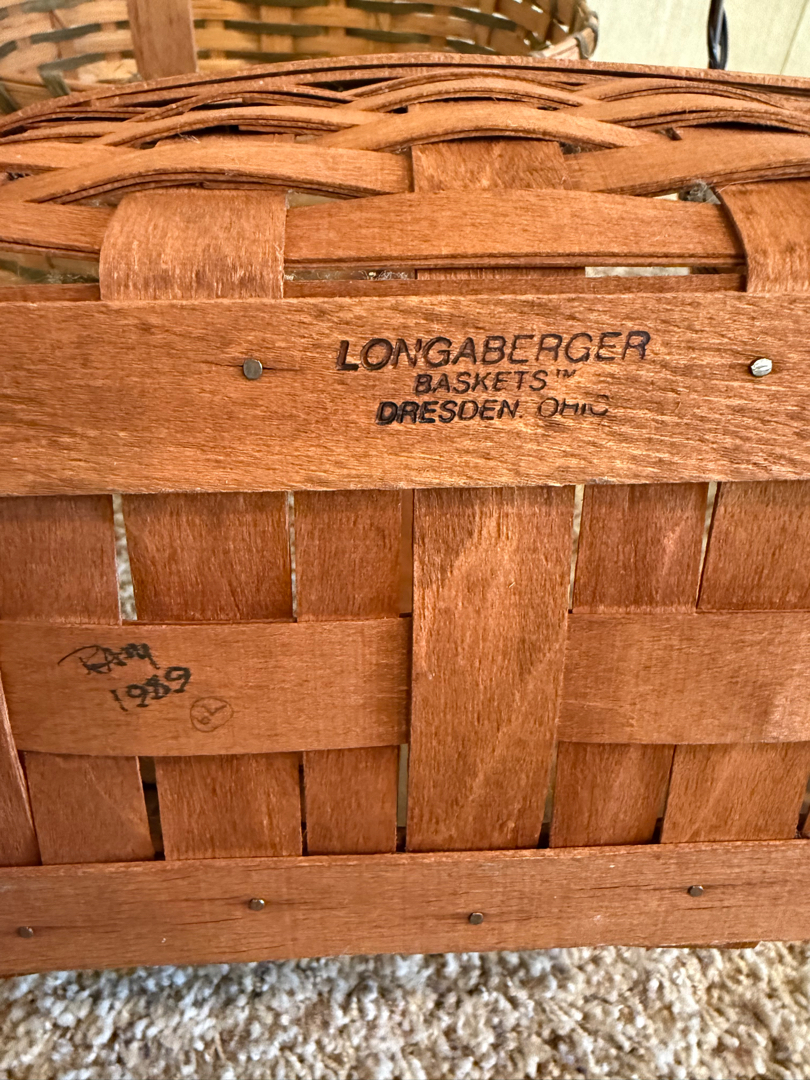 LONGABERGER
BASKETS™
DRESDEN, OHIO
1989